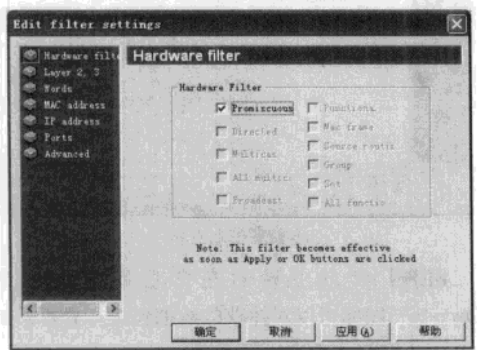 Edit filter settings
Hardware filte
Layer 2, 3
Words
MAC address
IP address
Ports
Advanced
Hardware filter
Hardware Filter
Promiscuous
Directed
Multicas
All multic
Broadcast
Functiona
Mac frame
Source routin
Group
Smt
All functio
Note: This filter becomes effective
as soon as Apply or OK buttons are clicked
确定
取消
应用(A)
帮助